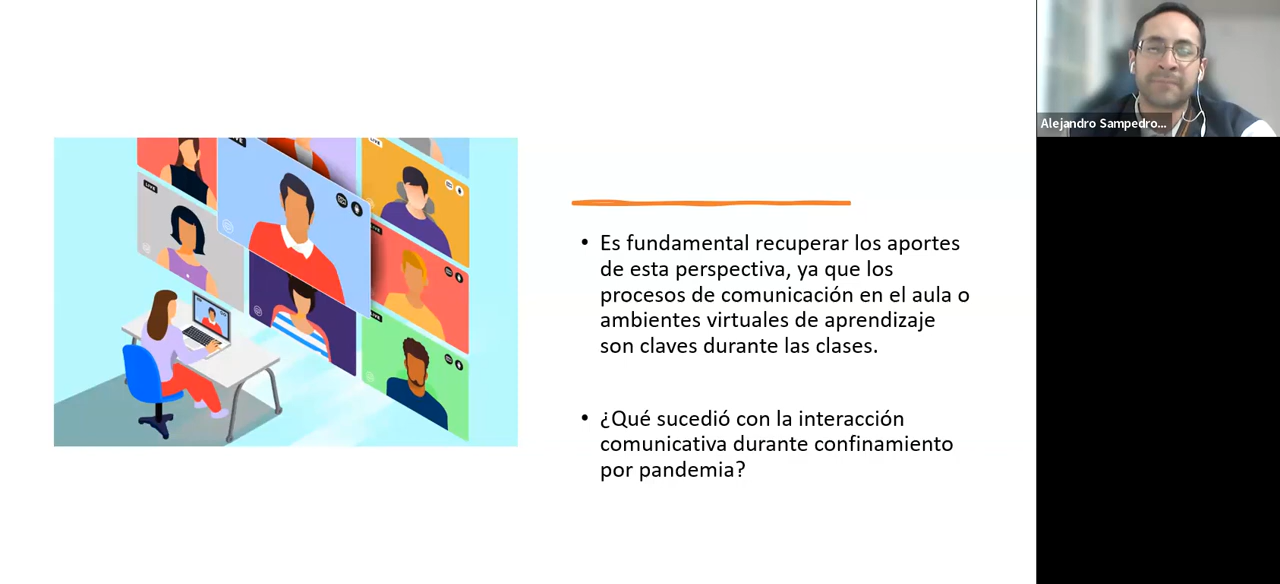 LIVE
LIVE
Es fundamental recuperar los aportes
de esta perspectiva, ya que los
procesos de comunicación en el aula o
ambientes virtuales de aprendizaje
son claves durante las clases.
¿Qué sucedió con la interacción
comunicativa durante confinamiento
por pandemia?
Alejandro Sampedro...